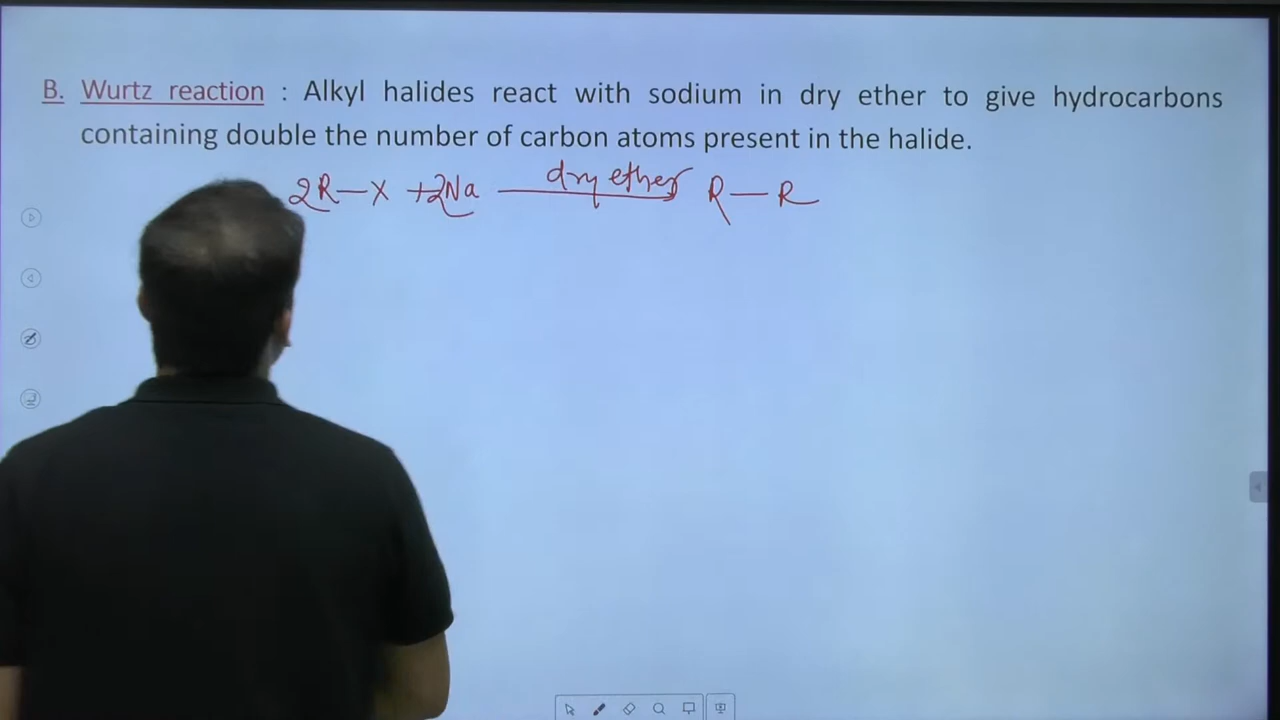 B. Wurtz reaction : Alkyl halides react with sodium in dry ether to give hydrocarbons
containing double the number of carbon atoms present in the halide.
2R—X +2Na dry ether R—R